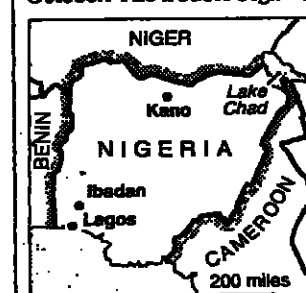 NIGER
Lake
Chad
Kano
BENIN
NIGERIA
Ibadan
Lagos
CAMEROON
200 miles